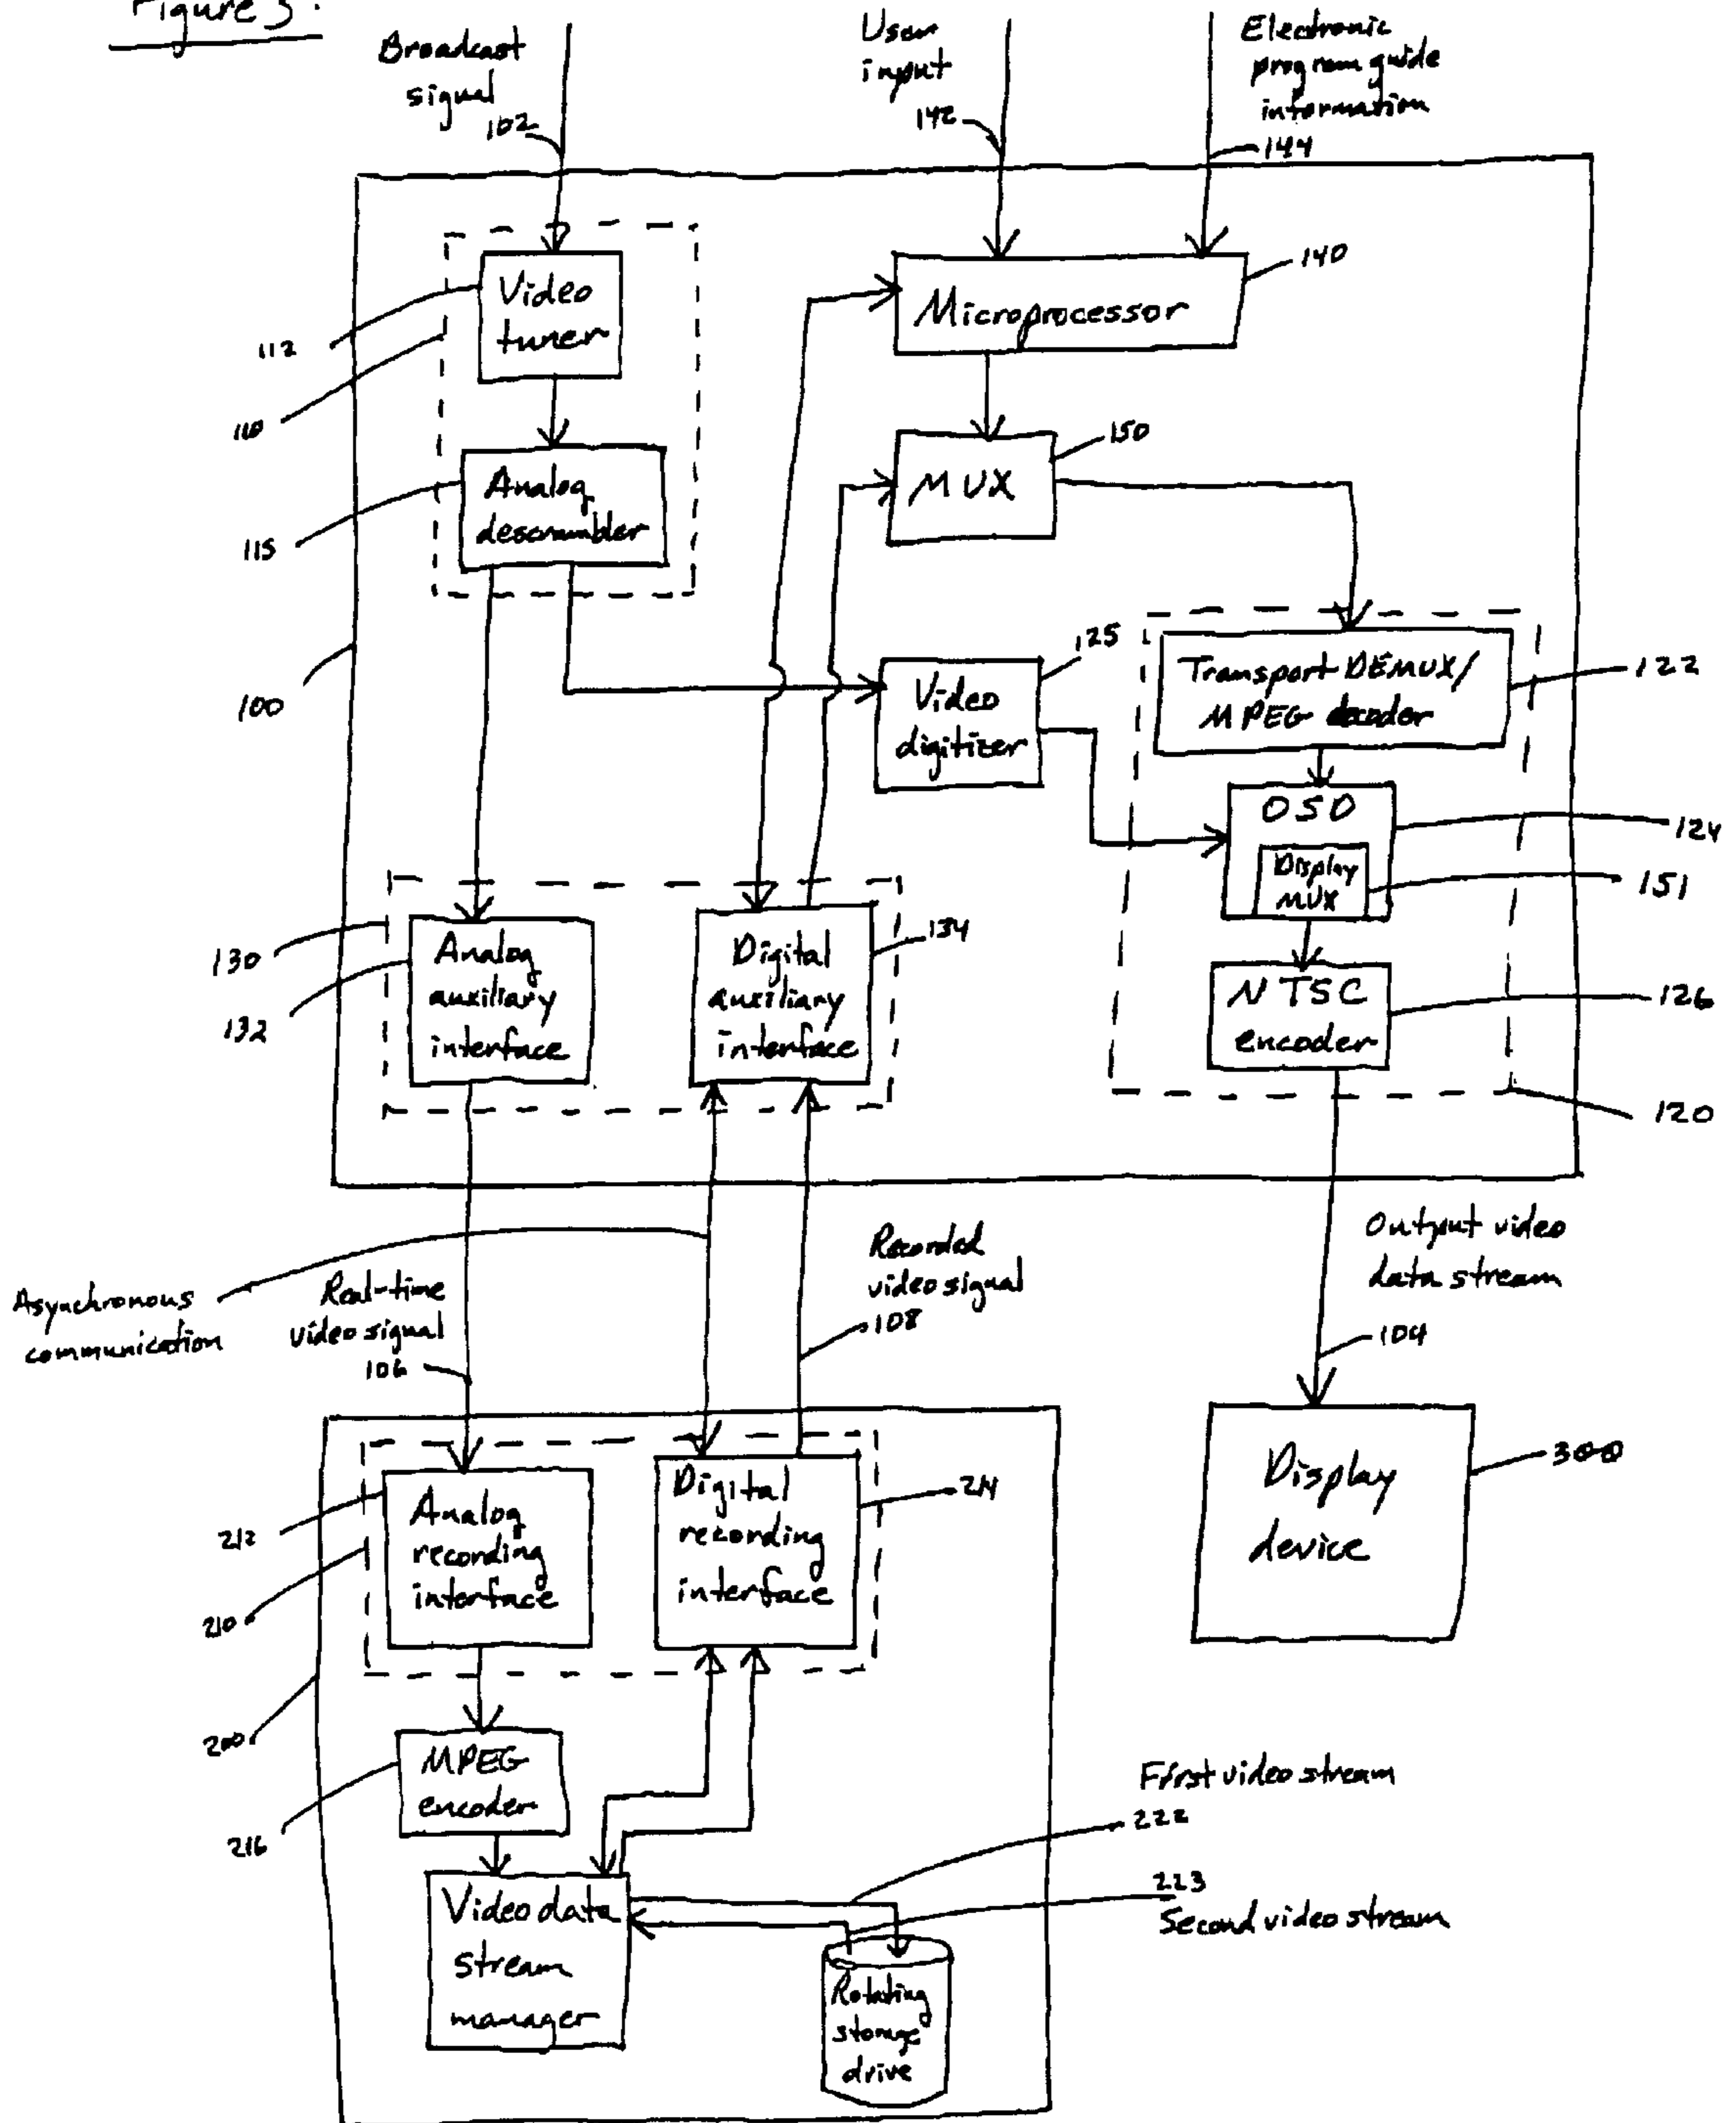 Figure 3.
Broadcast
signal
102
User
input
142
Electronic
program guide
information
144
Video
tuner
112
110
Microprocessor
140
Analog
descrambler
115
MUX
150
100
Video
digitizer
125
Transport DEMUX/
MPEG decoder
122
OSD
124
Display
MUX
151
130
132
Analog
auxiliary
interface
Digital
auxiliary
interface
134
NTSC
encoder
126
120
Asynchronous
communication
Real-time
video signal
106
Recorded
video signal
108
Output video
data stream
104
212
210
Analog
recording
interface
Digital
recording
interface
214
Display
device
300
200
MPEG
encoder
216
First video stream
222
223
Second video stream
Video data
stream
manager
Rotating
storage
drive